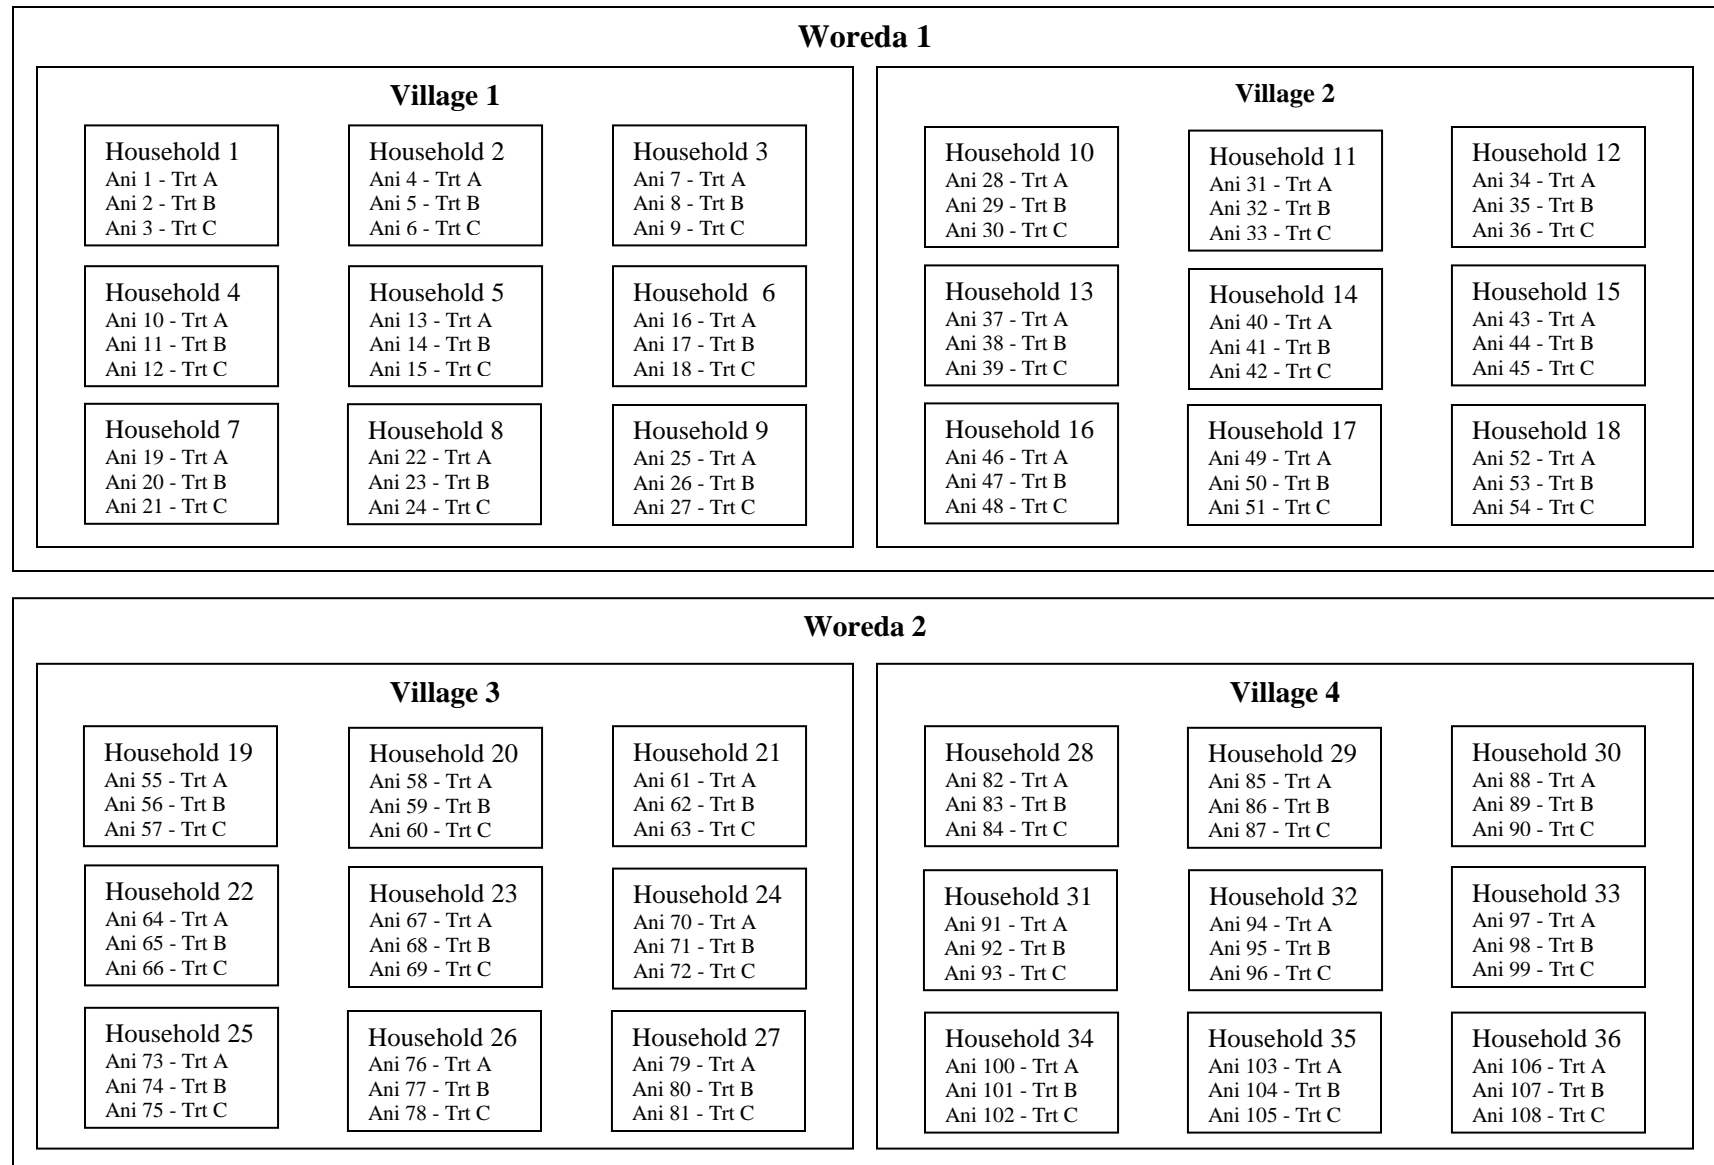 Woreda 1
Village 1
Household 1
Ani 1 - Trt A
Ani 2 - Trt B
Ani 3 - Trt C
Household 2
Ani 4 - Trt A
Ani 5 - Trt B
Ani 6 - Trt C
Household 3
Ani 7 - Trt A
Ani 8 - Trt B
Ani 9 - Trt C
Household 4
Ani 10 - Trt A
Ani 11 - Trt B
Ani 12 - Trt C
Household 5
Ani 13 - Trt A
Ani 14 - Trt B
Ani 15 - Trt C
Household 6
Ani 16 - Trt A
Ani 17 - Trt B
Ani 18 - Trt C
Household 7
Ani 19 - Trt A
Ani 20 - Trt B
Ani 21 - Trt C
Household 8
Ani 22 - Trt A
Ani 23 - Trt B
Ani 24 - Trt C
Household 9
Ani 25 - Trt A
Ani 26 - Trt B
Ani 27 - Trt C
Village 2
Household 10
Ani 28 - Trt A
Ani 29 - Trt B
Ani 30 - Trt C
Household 11
Ani 31 - Trt A
Ani 32 - Trt B
Ani 33 - Trt C
Household 12
Ani 34 - Trt A
Ani 35 - Trt B
Ani 36 - Trt C
Household 13
Ani 37 - Trt A
Ani 38 - Trt B
Ani 39 - Trt C
Household 14
Ani 40 - Trt A
Ani 41 - Trt B
Ani 42 - Trt C
Household 15
Ani 43 - Trt A
Ani 44 - Trt B
Ani 45 - Trt C
Household 16
Ani 46 - Trt A
Ani 47 - Trt B
Ani 48 - Trt C
Household 17
Ani 49 - Trt A
Ani 50 - Trt B
Ani 51 - Trt C
Household 18
Ani 52 - Trt A
Ani 53 - Trt B
Ani 54 - Trt C
Woreda 2
Village 3
Household 19
Ani 55 - Trt A
Ani 56 - Trt B
Ani 57 - Trt C
Household 20
Ani 58 - Trt A
Ani 59 - Trt B
Ani 60 - Trt C
Household 21
Ani 61 - Trt A
Ani 62 - Trt B
Ani 63 - Trt C
Household 22
Ani 64 - Trt A
Ani 65 - Trt B
Ani 66 - Trt C
Household 23
Ani 67 - Trt A
Ani 68 - Trt B
Ani 69 - Trt C
Household 24
Ani 70 - Trt A
Ani 71 - Trt B
Ani 72 - Trt C
Household 25
Ani 73 - Trt A
Ani 74 - Trt B
Ani 75 - Trt C
Household 26
Ani 76 - Trt A
Ani 77 - Trt B
Ani 78 - Trt C
Household 27
Ani 79 - Trt A
Ani 80 - Trt B
Ani 81 - Trt C
Village 4
Household 28
Ani 82 - Trt A
Ani 83 - Trt B
Ani 84 - Trt C
Household 29
Ani 85 - Trt A
Ani 86 - Trt B
Ani 87 - Trt C
Household 30
Ani 88 - Trt A
Ani 89 - Trt B
Ani 90 - Trt C
Household 31
Ani 91 - Trt A
Ani 92 - Trt B
Ani 93 - Trt C
Household 32
Ani 94 - Trt A
Ani 95 - Trt B
Ani 96 - Trt C
Household 33
Ani 97 - Trt A
Ani 98 - Trt B
Ani 99 - Trt C
Household 34
Ani 100 - Trt A
Ani 101 - Trt B
Ani 102 - Trt C
Household 35
Ani 103 - Trt A
Ani 104 - Trt B
Ani 105 - Trt C
Household 36
Ani 106 - Trt A
Ani 107 - Trt B
Ani 108 - Trt C